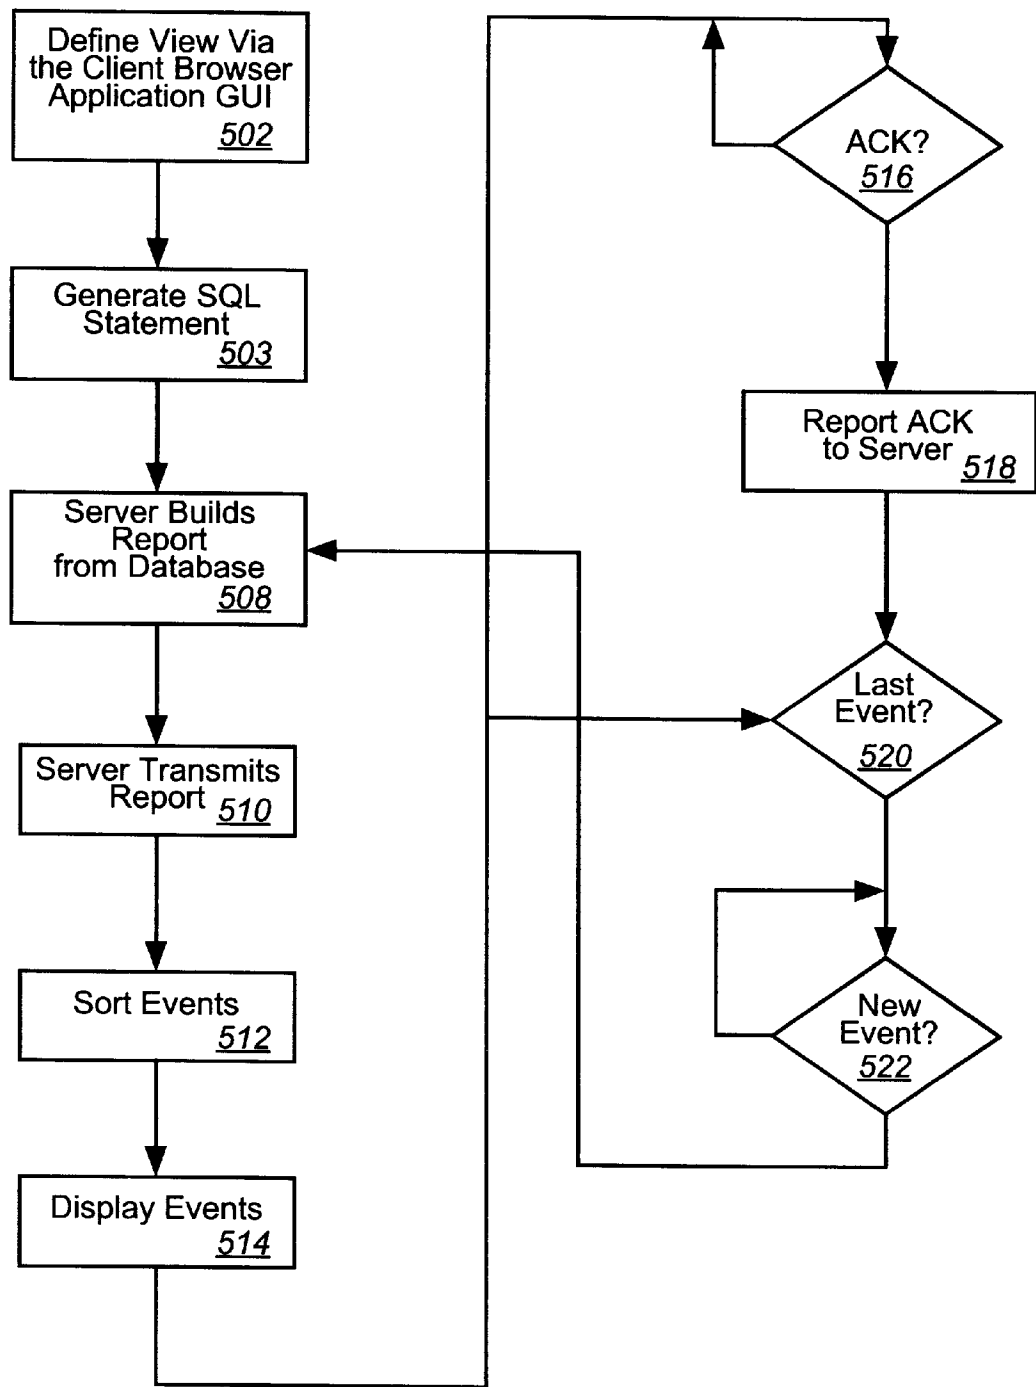 Define View Via
the Client Browser
Application GUI
502
Generate SQL
Statement
503
Server Builds
Report
from Database
508
Server Transmits
Report 510
Sort Events
512
Display Events
514
ACK?
516
Report ACK
to Server 518
Last
Event?
520
New
Event?
522